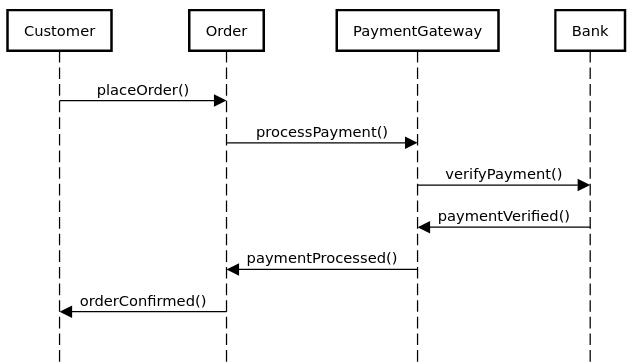 Customer
Order
PaymentGateway
Bank
placeOrder()
processPayment()
verifyPayment()
paymentVerified()
paymentProcessed()
orderConfirmed()